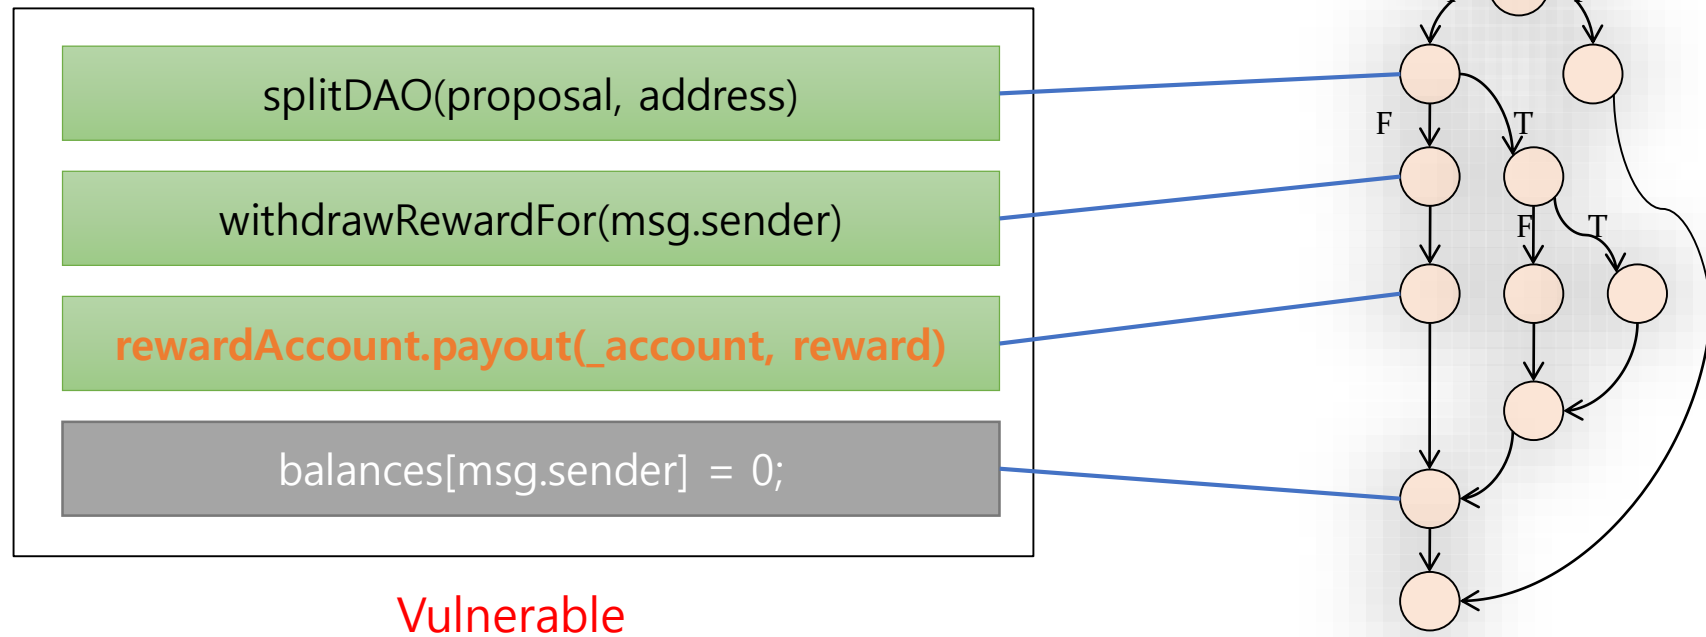 splitDAO(proposal, address)
withdrawRewardFor(msg.sender)
rewardAccount.payout(_account, reward)
balances[msg.sender] = 0;
Vulnerable
F
T
F
T